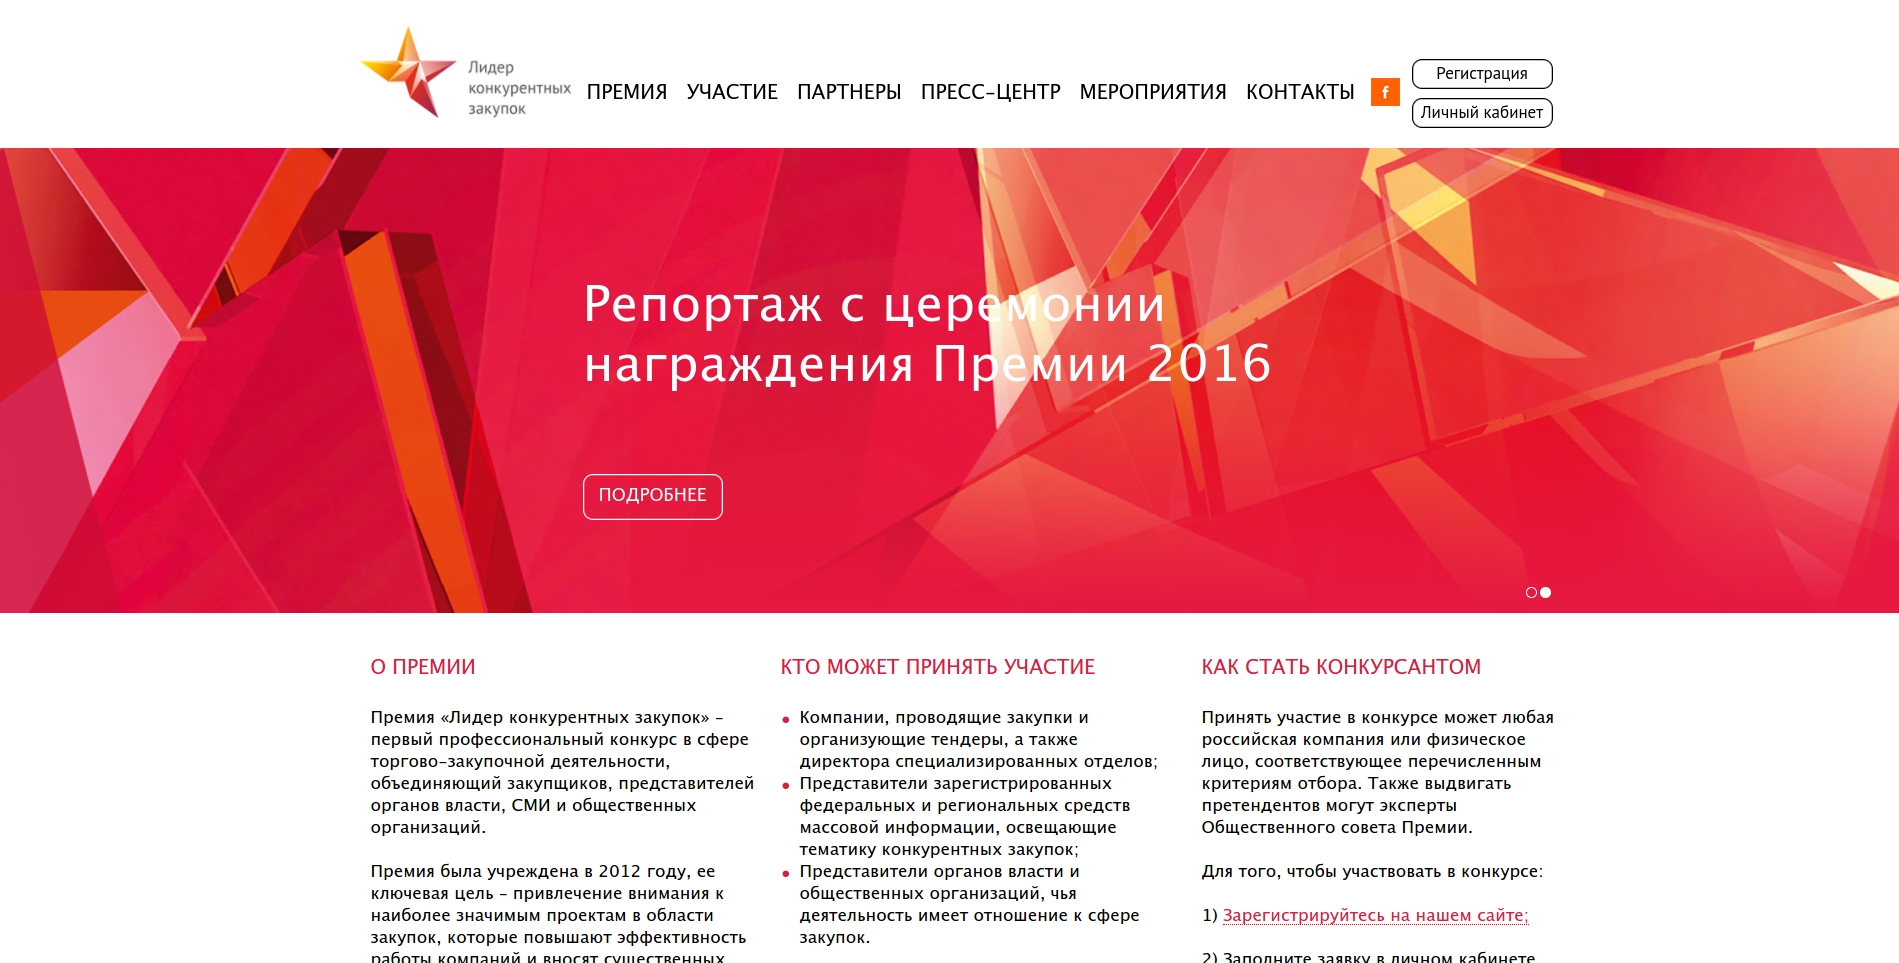 Лидер
конкурентных
закупок
ПРЕМИЯ УЧАСТИЕ ПАРТНЕРЫ ПРЕСС-ЦЕНТР МЕРОПРИЯТИЯ КОНТАКТЫ f
Регистрация
Личный кабинет
Репортаж с церемонии
награждения Премии 2016
ПОДРОБНЕЕ
О ПРЕМИИ
Премия «Лидер конкурентных закупок» –
первый профессиональный конкурс в сфере
торгово-закупочной деятельности,
объединяющий закупщиков, представителей
органов власти, СМИ и общественных
организаций.
Премия была учреждена в 2012 году, ее
ключевая цель – привлечение внимания к
наиболее значимым проектам в области
закупок, которые повышают эффективность
работы компаний и вносят существенных
КТО МОЖЕТ ПРИНЯТЬ УЧАСТИЕ
Компании, проводящие закупки и
организующие тендеры, а также
директора специализированных отделов;
Представители зарегистрированных
федеральных и региональных средств
массовой информации, освещающие
тематику конкурентных закупок;
Представители органов власти и
общественных организаций, чья
деятельность имеет отношение к сфере
закупок.
КАК СТАТЬ КОНКУРСАНТОМ
Принять участие в конкурсе может любая
российская компания или физическое
лицо, соответствующее перечисленным
критериям отбора. Также выдвигать
претендентов могут эксперты
Общественного совета Премии.
Для того, чтобы участвовать в конкурсе:
1) Зарегистрируйтесь на нашем сайте;
2) Заполните заявку в личном кабинете